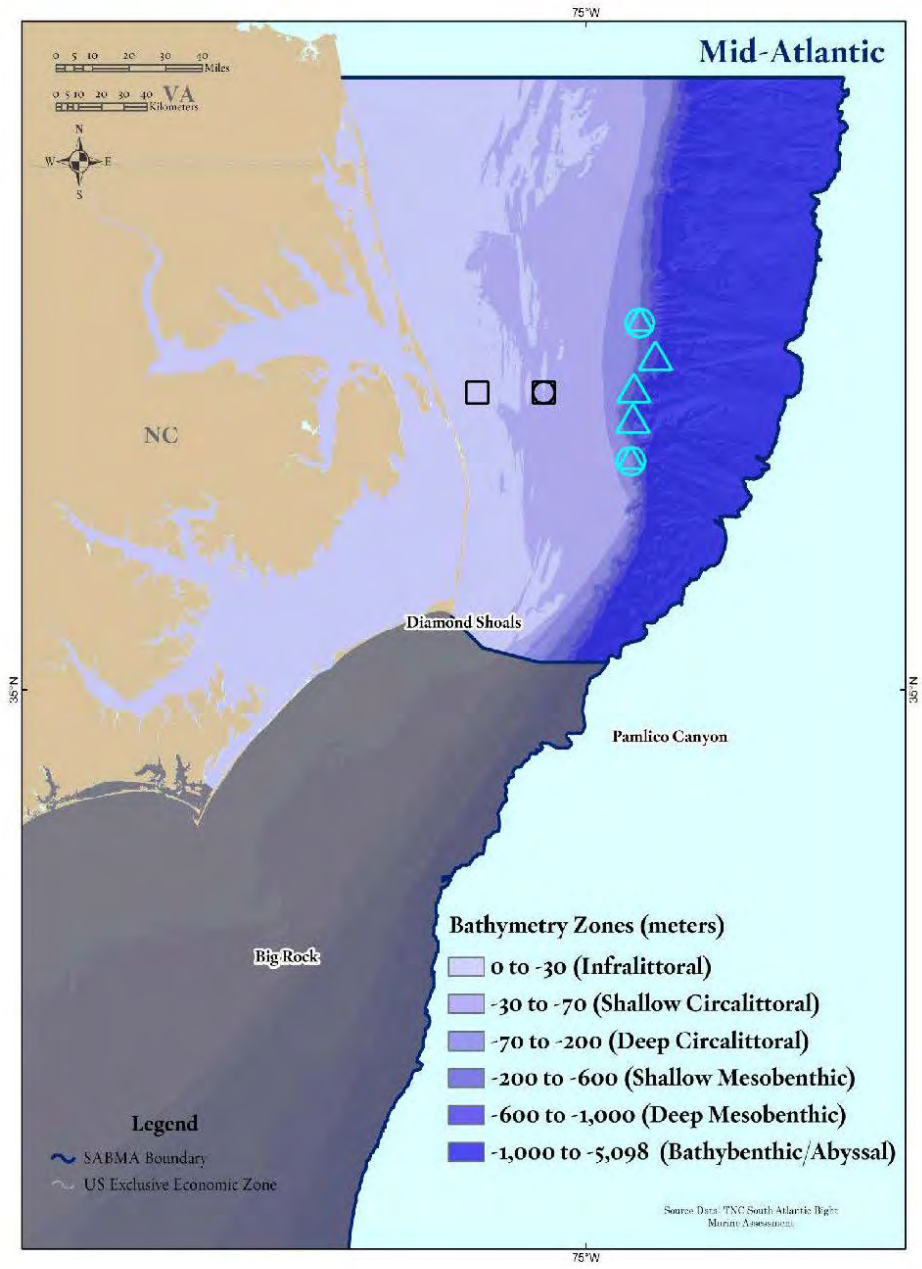 75°W
Mid-Atlantic
0 5 10 20 30 40
Miles
0 5 10 20 30 40
Kilometers
VA
N
W E
S
NC
Diamond Shoals
35°N
35°N
Pamlico Canyon
Big Rock
Bathymetry Zones (meters)
0 to -30 (Infralittoral)
-30 to -70 (Shallow Circalittoral)
-70 to -200 (Deep Circalittoral)
-200 to -600 (Shallow Mesobenthic)
-600 to -1,000 (Deep Mesobenthic)
-1,000 to -5,098 (Bathybenthic/Abyssal)
Legend
SABMA Boundary
US Exclusive Economic Zone
Source Data: TNC South Atlantic Bight
Marine Assessment
75°W